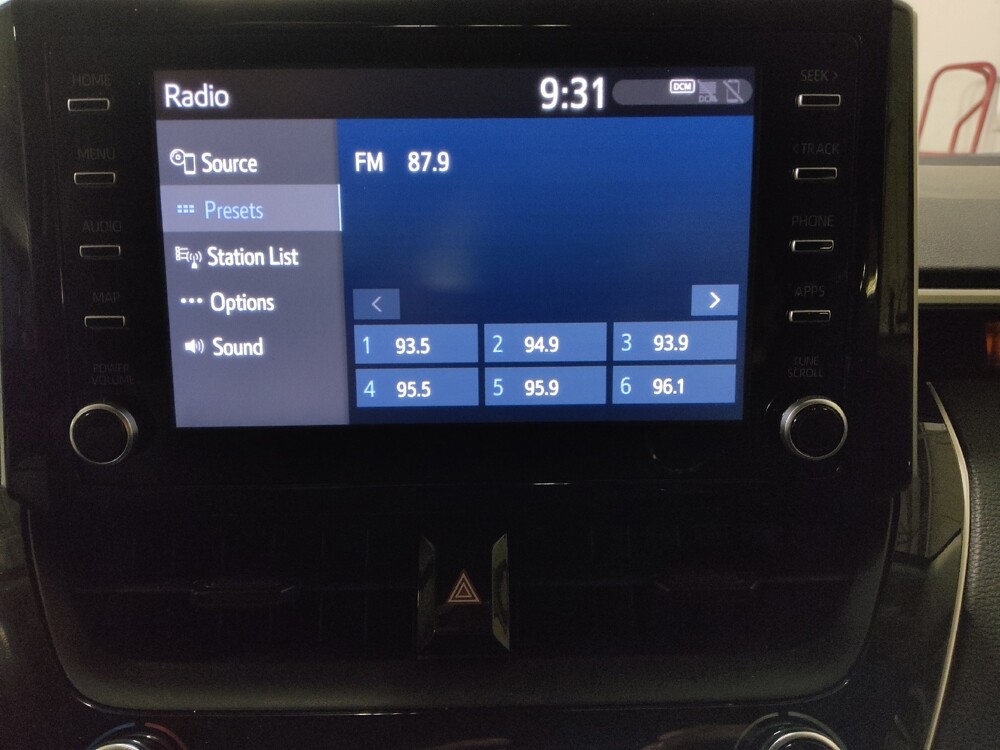 HOME
MENU
AUDIO
MAP
POWER
VOLUME
Radio
9:31
DCM
Source
Presets
Station List
Options
Sound
FM 87.9
< >
1 93.5 2 94.9 3 93.9
4 95.5 5 95.9 6 96.1
SEEK >
< TRACK
PHONE
APPS
TUNE
SCROLL